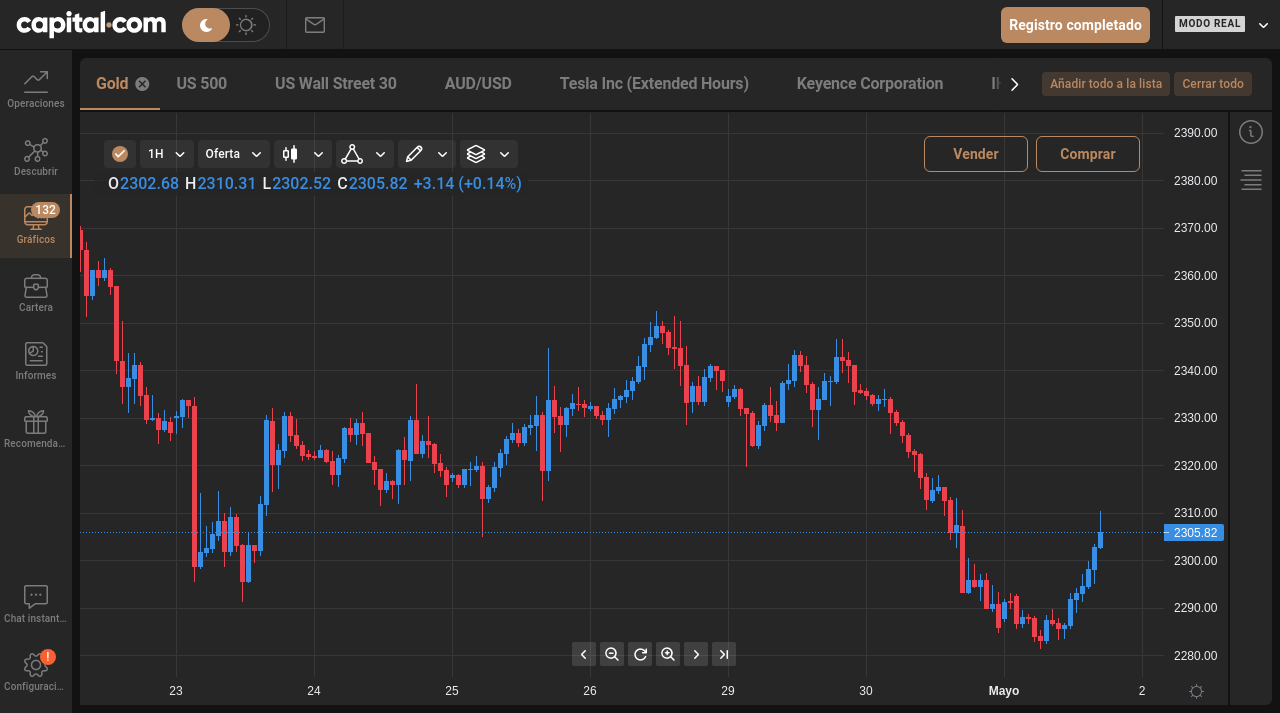 capital.com
Registro completado
MODO REAL
Operaciones
Descubrir
132
Gráficos
Cartera
Informes
Recomenda...
Chat instant...
!
Configuraci...
Gold US 500 US Wall Street 30 AUD/USD Tesla Inc (Extended Hours) Keyence Corporation
Añadir todo a la lista Cerrar todo
1H Oferta
Vender Comprar
O2302.68 H2310.31 L2302.52 C2305.82 +3.14 (+0.14%)
2390.00
2380.00
2370.00
2360.00
2350.00
2340.00
2330.00
2320.00
2310.00
2305.82
2300.00
2290.00
2280.00
23 24 25 26 29 30 Mayo 2